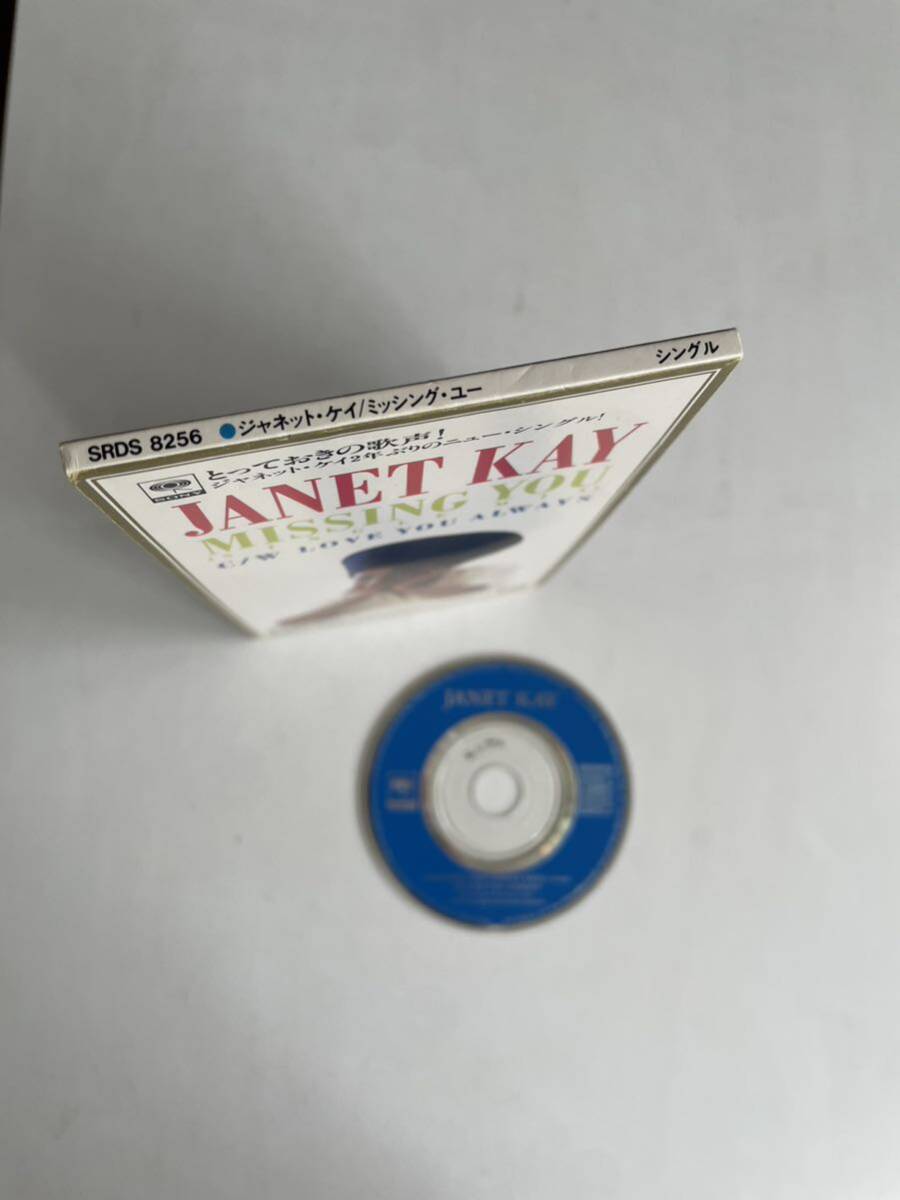 SRDS 8256 ●ジャネット・ケイ/ミッシング・ユー シングル
とっておきの歌声!
ジャネット・ケイ2年ぶりのニュー・シングル!
SONY
JANET KAY
MISSING YOU
C/W LOVE YOU ALWAYS
JANET KAY